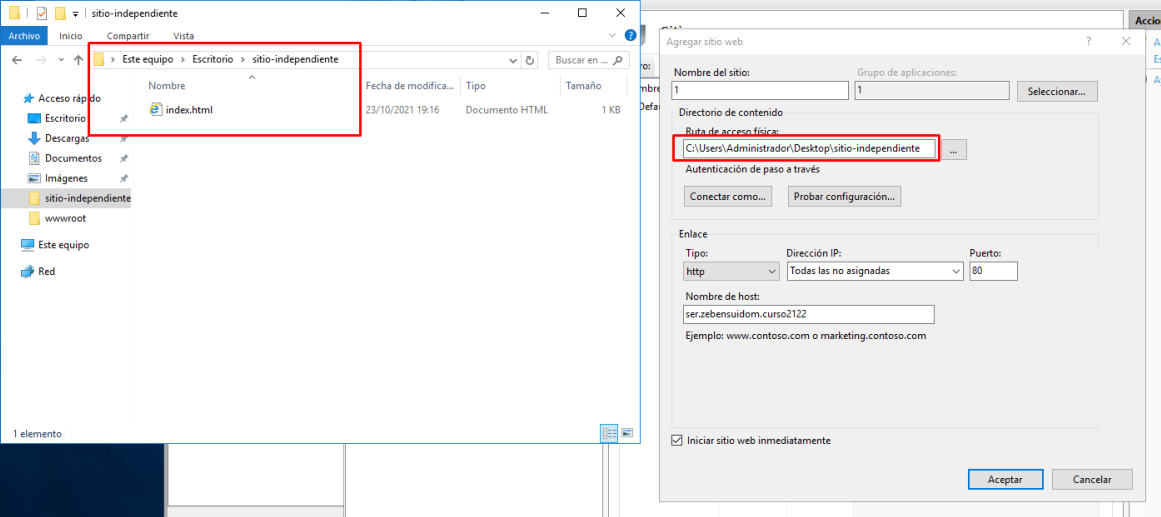 sitio-independiente
Archivo Inicio Compartir Vista
Este equipo Escritorio sitio-independiente
Buscar en ...
Nombre Fecha de modifica... Tipo Tamaño
index.html 23/10/2021 19:16 Documento HTML 1 KB
Acceso rápido
Escritorio
Descargas
Documentos
Imágenes
sitio-independiente
wwwroot
Este equipo
Red
1 elemento
Accio
Agregar sitio web
Nombre del sitio: Grupo de aplicaciones:
1 1 Seleccionar...
Directorio de contenido
Ruta de acceso física:
C:\Users\Administrador\Desktop\sitio-independiente ...
Autenticación de paso a través
Conectar como... Probar configuración...
Enlace
Tipo: Dirección IP: Puerto:
http Todas las no asignadas 80
Nombre de host:
ser.zebensuidom.curso2122
Ejemplo: www.contoso.com o marketing.contoso.com
Iniciar sitio web inmediatamente
Aceptar Cancelar